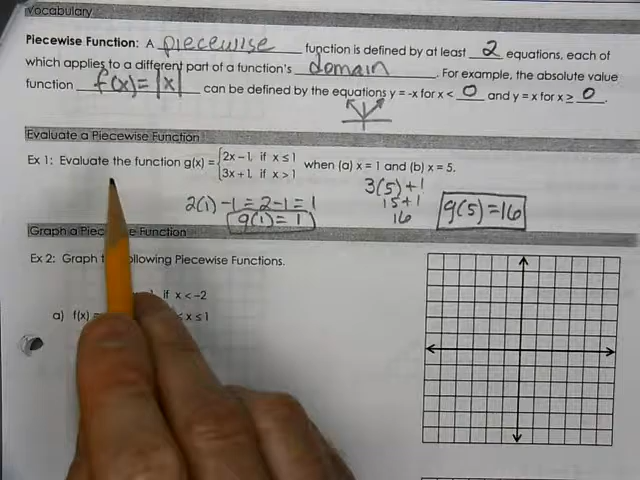 Vocabulary
Piecewise Function: A piecewise function is defined by at least 2 equations, each of
which applies to a different part of a function's domain. For example, the absolute value
function f(x)=|x| can be defined by the equations y = -x for x < 0 and y = x for x ≥ 0.
Evaluate a Piecewise Function
Ex 1: Evaluate the function g(x) = {2x – 1, if x ≤ 1 when (a) x = 1 and (b) x = 5.
3x + 1, if x > 1
2(1) -1 = 2-1 = 1
g(1) = 1
3(5)+1
15+1
16
g(5)=16
Graph a Function
Ex 2: Graph Following Piecewise Functions.
if x < -2
a) f(x) = x ≤ 1